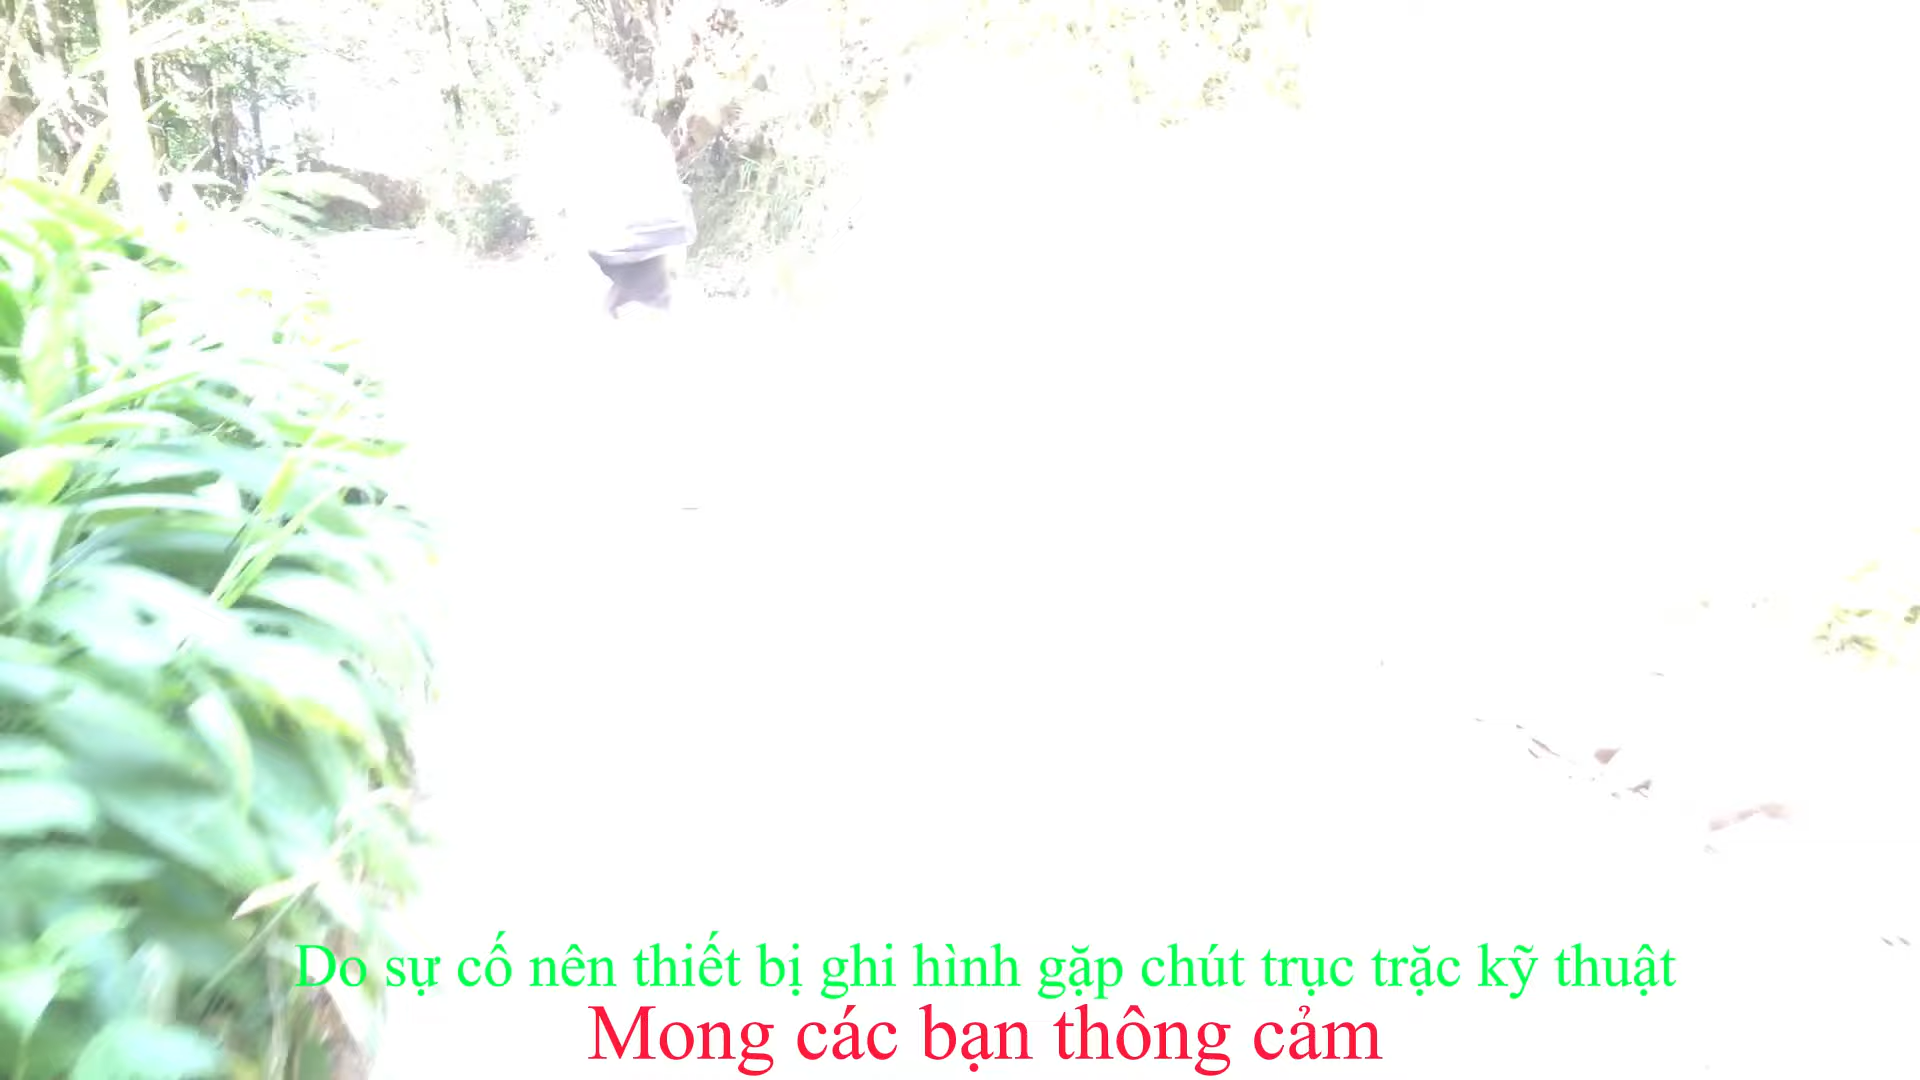 Do sự cố nên thiết bị ghi hình gặp chút trục trặc kỹ thuật
Mong các bạn thông cảm